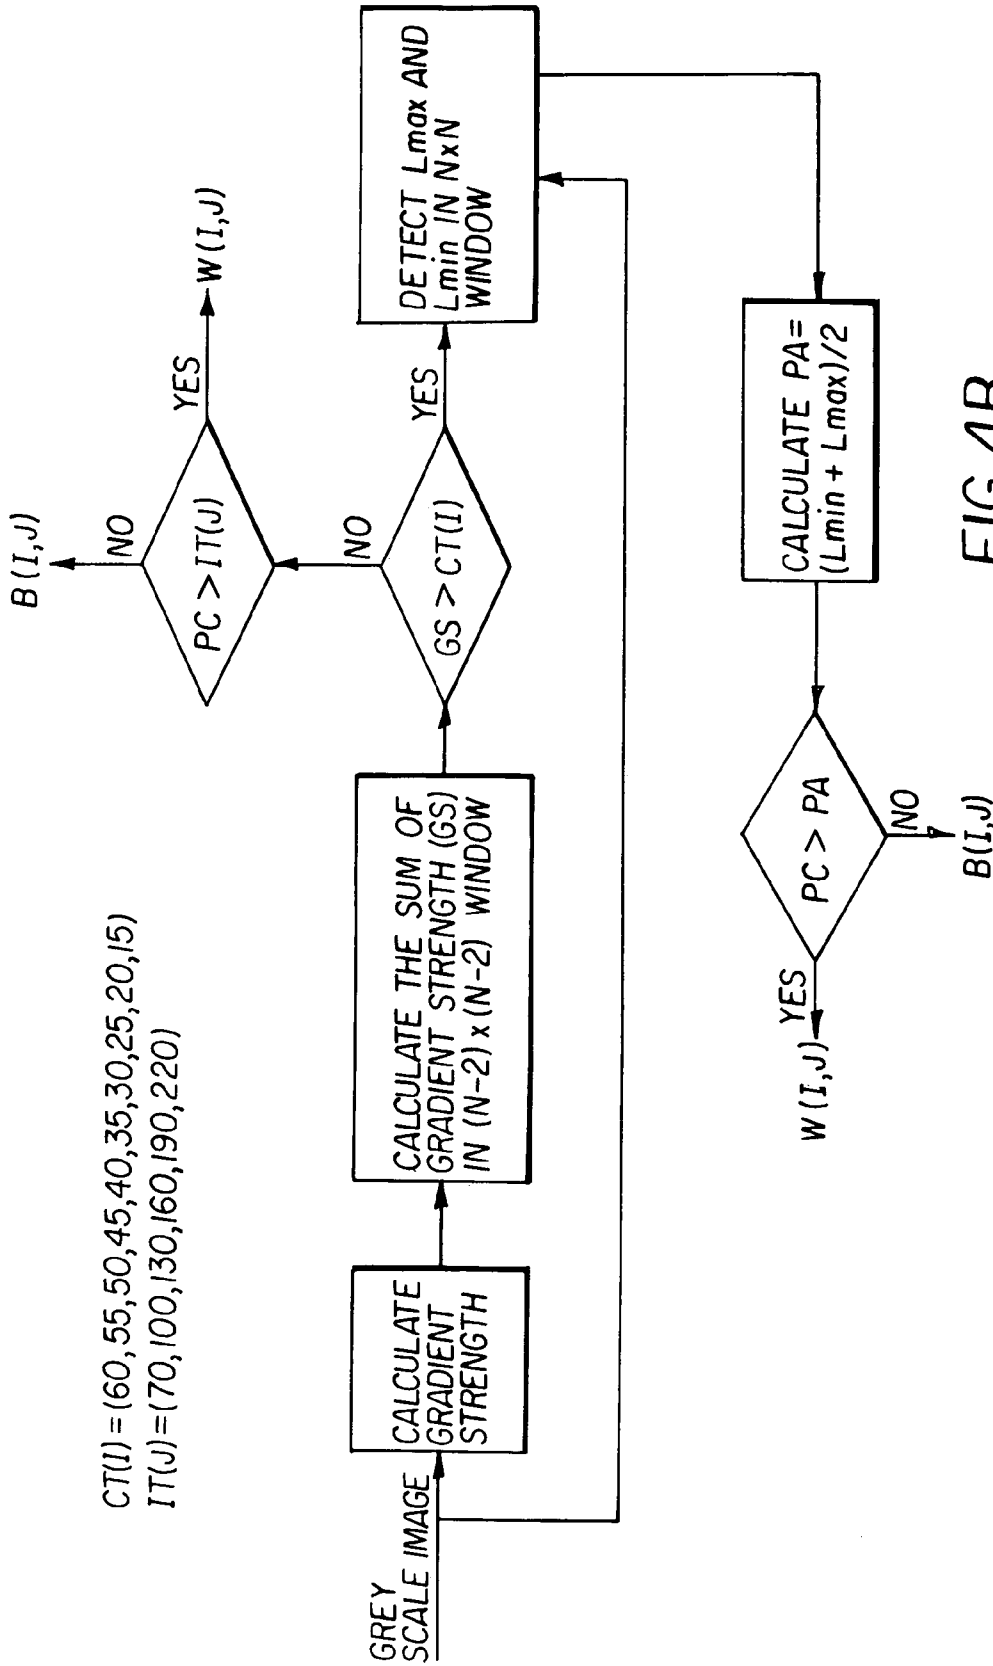 CT(I) = (60,55,50,45,40,35,30,25,20,15)
IT(J) = (70,100,130,160,190,220)
GREY
SCALE IMAGE
CALCULATE
GRADIENT
STRENGTH
CALCULATE THE SUM OF
GRADIENT STRENGTH (GS)
IN (N-2) x (N-2) WINDOW
GS > CT(I)
NO
YES
PC > IT(J)
NO
B(I,J)
YES
W(I,J)
DETECT Lmax AND
Lmin IN NxN
WINDOW
CALCULATE PA=
(Lmin + Lmax)/2
PC > PA
YES
W(I,J)
NO
B(I,J)